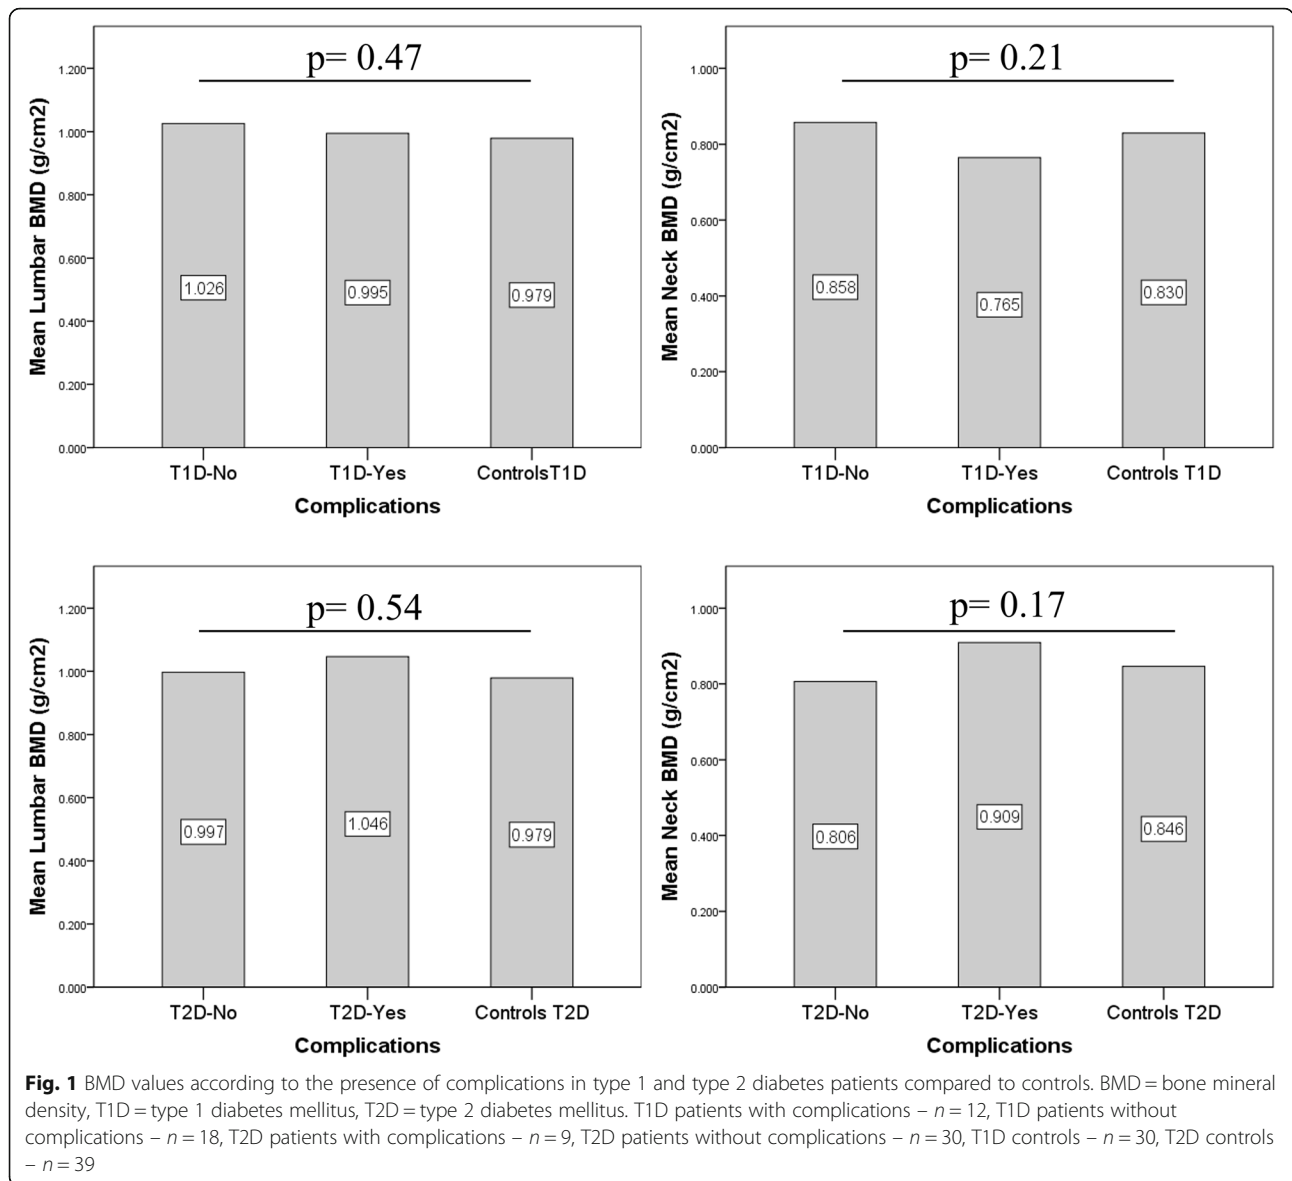 p= 0.47
Mean Lumbar BMD (g/cm2)
1.200
1.000
0.800
0.600
0.400
0.200
0.000
1.026
0.995
0.979
T1D-No
T1D-Yes
ControlsT1D
Complications
p= 0.21
Mean Neck BMD (g/cm2)
1.000
0.800
0.600
0.400
0.200
0.000
0.858
0.765
0.830
T1D-No
T1D-Yes
Controls T1D
Complications
p= 0.54
Mean Lumbar BMD (g/cm2)
1.200
1.000
0.800
0.600
0.400
0.200
0.000
0.997
1.046
0.979
T2D-No
T2D-Yes
Controls T2D
Complications
p= 0.17
Mean Neck BMD (g/cm2)
1.000
0.800
0.600
0.400
0.200
0.000
0.806
0.909
0.846
T2D-No
T2D-Yes
Controls T2D
Complications
Fig. 1 BMD values according to the presence of complications in type 1 and type 2 diabetes patients compared to controls. BMD = bone mineral
density, T1D = type 1 diabetes mellitus, T2D = type 2 diabetes mellitus. T1D patients with complications – n = 12, T1D patients without
complications – n = 18, T2D patients with complications – n = 9, T2D patients without complications – n = 30, T1D controls – n = 30, T2D controls
– n = 39